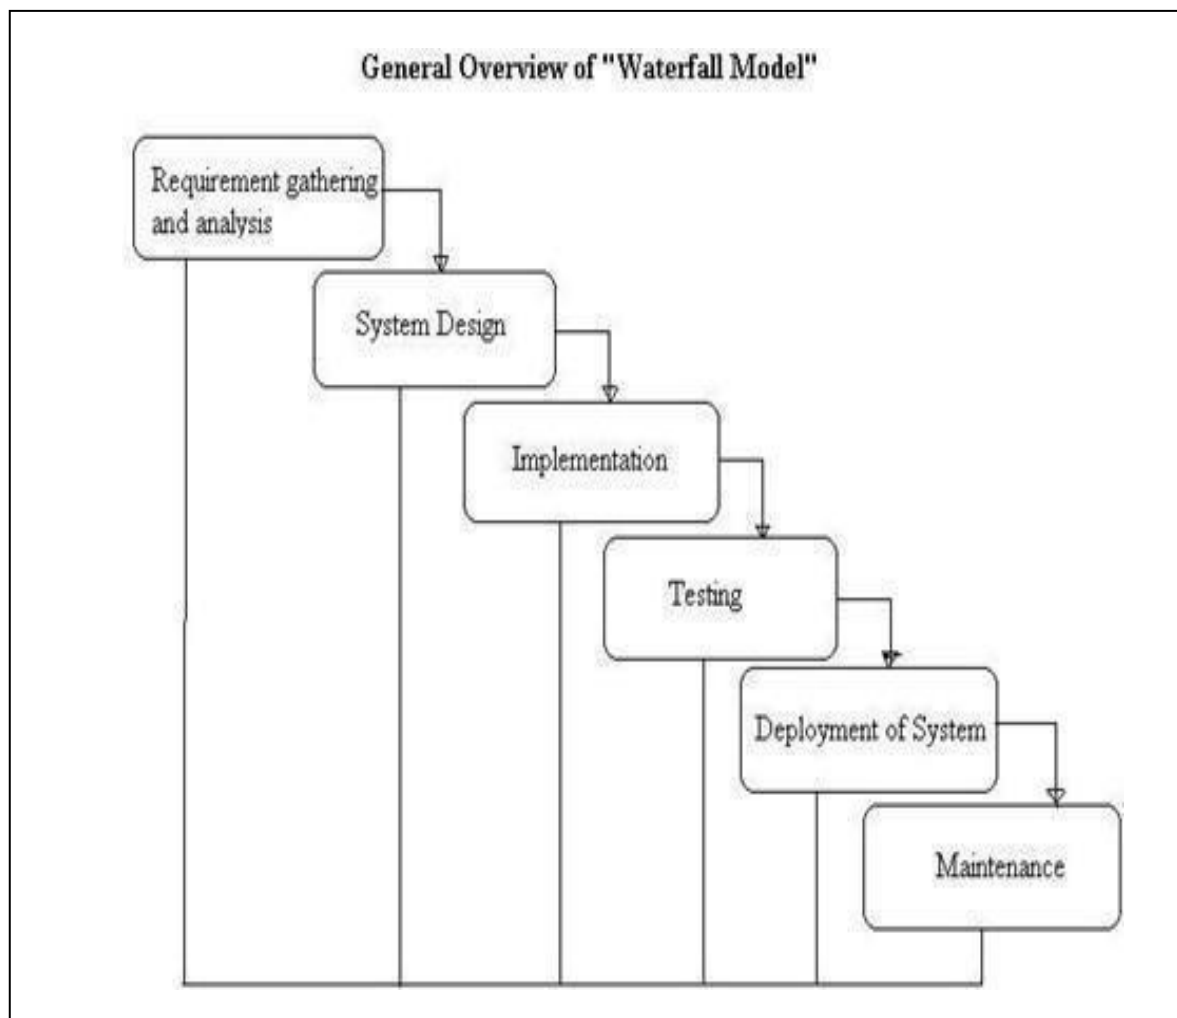 General Overview of "Waterfall Model"
Requirement gathering
and analysis
System Design
Implementation
Testing
Deployment of System
Maintenance